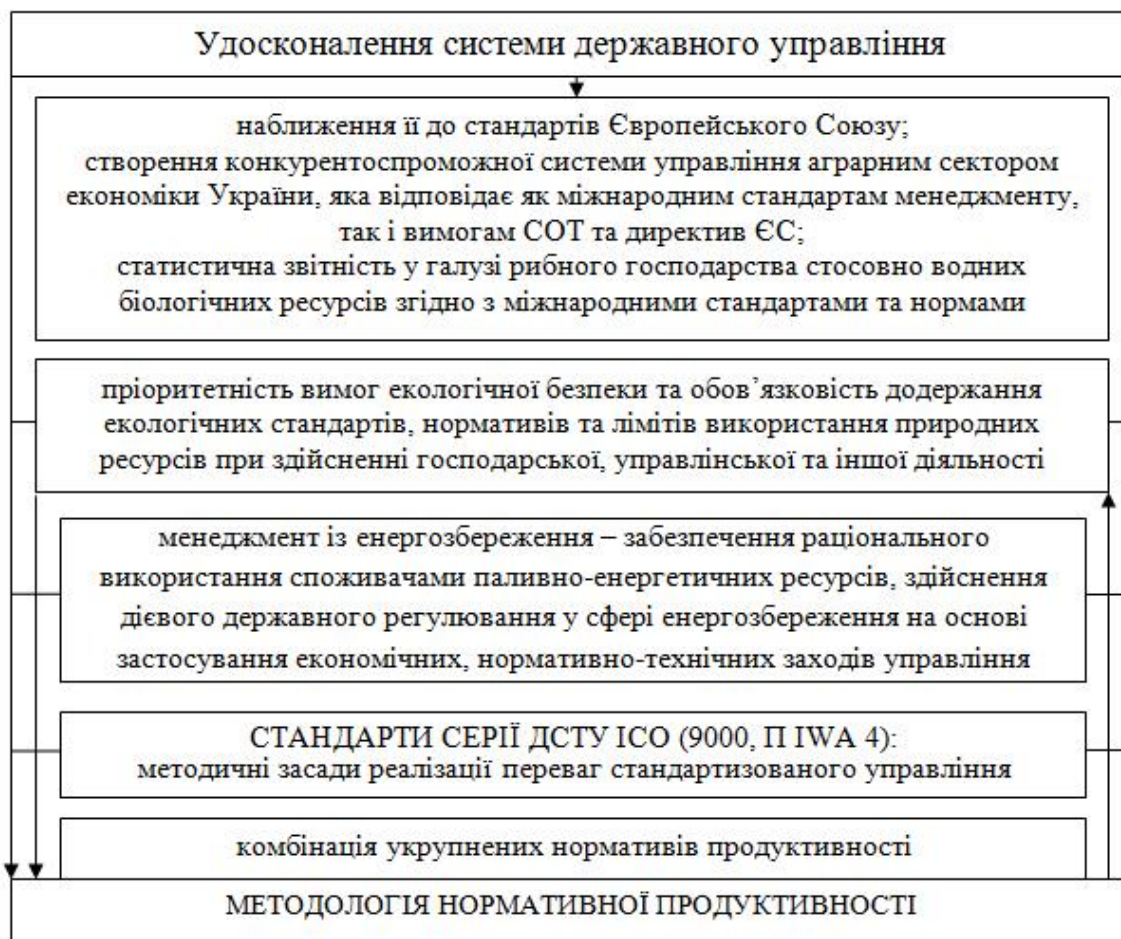 Удосконалення системи державного управління
наближення її до стандартів Європейського Союзу;
створення конкурентоспроможної системи управління аграрним сектором
економіки України, яка відповідає як міжнародним стандартам менеджменту,
так і вимогам СОТ та директив ЄС;
статистична звітність у галузі рибного господарства стосовно водних
біологічних ресурсів згідно з міжнародними стандартами та нормами
пріоритетність вимог екологічної безпеки та обов’язковість додержання
екологічних стандартів, нормативів та лімітів використання природних
ресурсів при здійсненні господарської, управлінської та іншої діяльності
менеджмент із енергозбереження – забезпечення раціонального
використання споживачами паливно-енергетичних ресурсів, здійснення
дієвого державного регулювання у сфері енергозбереження на основі
застосування економічних, нормативно-технічних заходів управління
СТАНДАРТИ СЕРІЇ ДСТУ ІСО (9000, П IWA 4):
методичні засади реалізації переваг стандартизованого управління
комбінація укрупнених нормативів продуктивності
МЕТОДОЛОГІЯ НОРМАТИВНОЇ ПРОДУКТИВНОСТІ